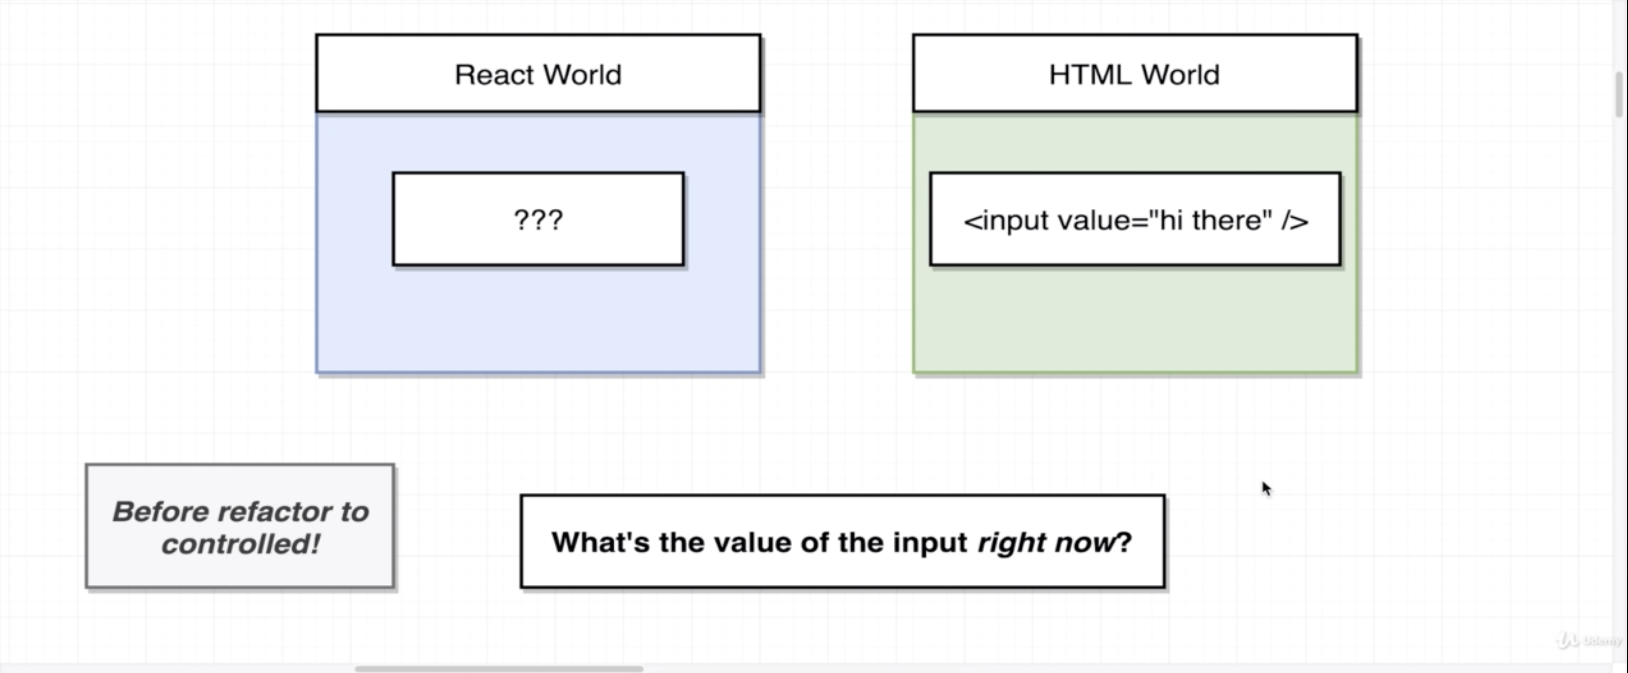 React World
HTML World
???
<input value="hi there" />
Before refactor to
controlled!
What's the value of the input right now?
Udemy